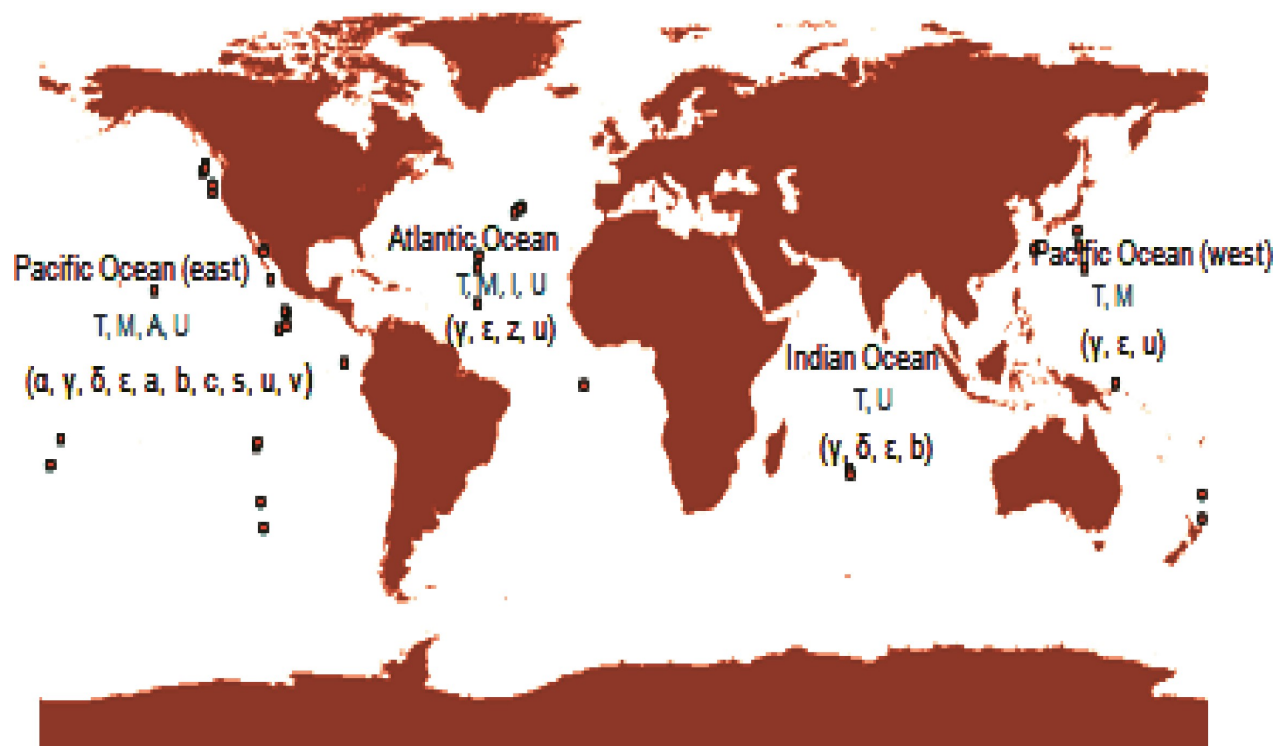 Pacific Ocean (east)
T, M, A, U
(α, γ, δ, ε, a, b, c, s, u, v)
Atlantic Ocean
T, M, I, U
(γ, ε, z, u)
Indian Ocean
T, U
(γ, δ, ε, b)
Pacific Ocean (west)
T, M
(γ, ε, u)